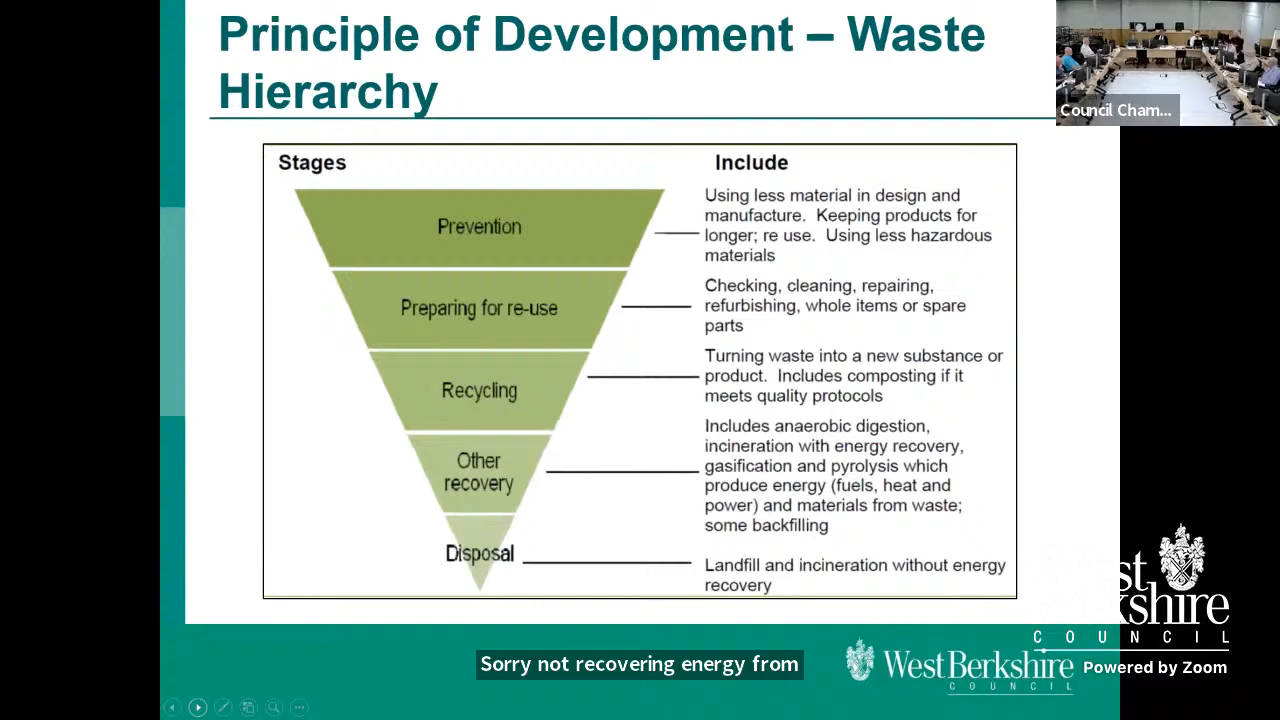 Principle of Development – Waste
Hierarchy
Council Cham...
Stages
Include
Prevention
Using less material in design and
manufacture. Keeping products for
longer; re use. Using less hazardous
materials
Preparing for re-use
Checking, cleaning, repairing,
refurbishing, whole items or spare
parts
Recycling
Turning waste into a new substance or
product. Includes composting if it
meets quality protocols
Other
recovery
Includes anaerobic digestion,
incineration with energy recovery,
gasification and pyrolysis which
produce energy (fuels, heat and
power) and materials from waste;
some backfilling
Disposal
Landfill and incineration without energy
recovery
Sorry not recovering energy from
West Berkshire
COUNCIL
st
kshire
COUNCIL
Powered by Zoom